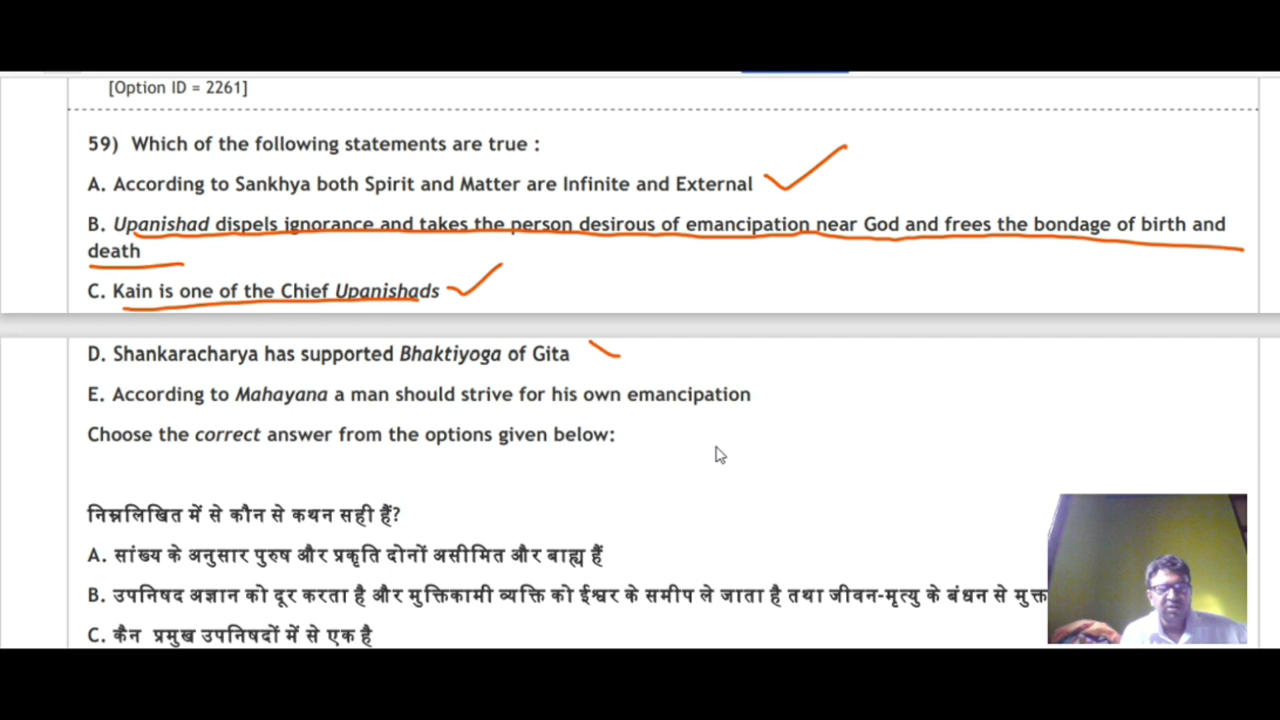 [Option ID = 2261]
59) Which of the following statements are true :
A. According to Sankhya both Spirit and Matter are Infinite and External
B. Upanishad dispels ignorance and takes the person desirous of emancipation near God and frees the bondage of birth and
death
C. Kain is one of the Chief Upanishads
D. Shankaracharya has supported Bhaktiyoga of Gita
E. According to Mahayana a man should strive for his own emancipation
Choose the correct answer from the options given below:
निम्नलिखित में से कौन से कथन सही हैं?
A. सांख्य के अनुसार पुरुष और प्रकृति दोनों असीमित और बाह्य हैं
B. उपनिषद अज्ञान को दूर करता है और मुक्तिकामी व्यक्ति को ईश्वर के समीप ले जाता है तथा जीवन-मृत्यु के बंधन से मुक्त
C. कैन प्रमुख उपनिषदों में से एक है